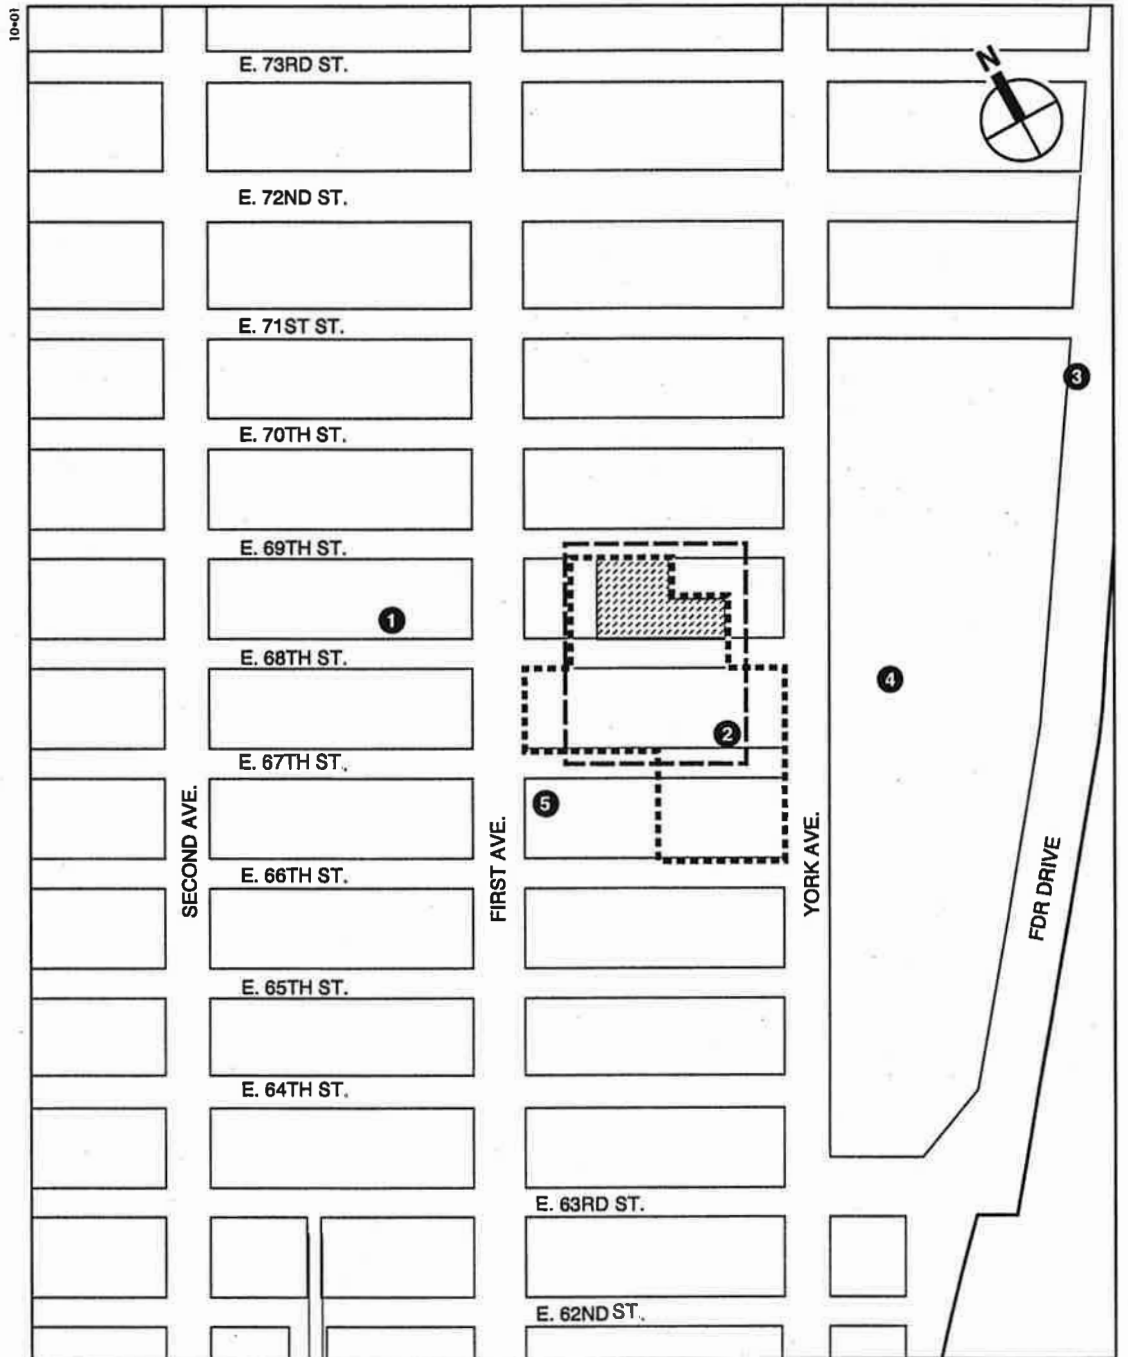 10•01
E. 73RD ST.
N
E. 72ND ST.
E. 71ST ST.
3
E. 70TH ST.
E. 69TH ST.
1
E. 68TH ST.
4
2
E. 67TH ST.
5
SECOND AVE.
FIRST AVE.
YORK AVE.
FDR DRIVE
E. 66TH ST.
E. 65TH ST.
E. 64TH ST.
E. 63RD ST.
E. 62ND ST.